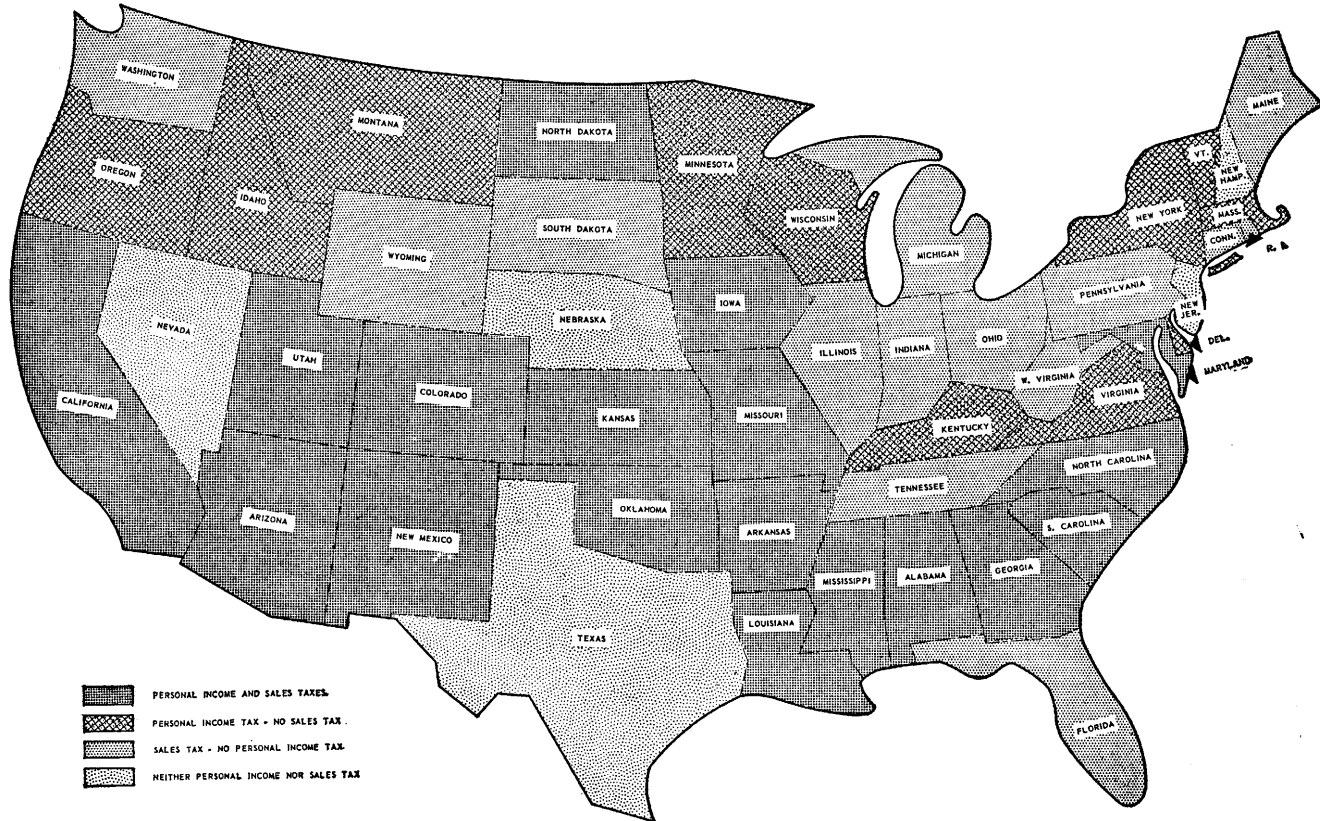 WASHINGTON
MONTANA
NORTH DAKOTA
MINNESOTA
MAINE
VT.
NEW
HAMP.
OREGON
IDAHO
WISCONSIN
NEW YORK
MASS.
CONN.
R. A
SOUTH DAKOTA
WYOMING
MICHIGAN
PENNSYLVANIA
NEW
JER.
IOWA
NEVADA
NEBRASKA
ILLINOIS
INDIANA
OHIO
DEL.
UTAH
COLORADO
W. VIRGINIA
MARYLAND
CALIFORNIA
KANSAS
MISSOURI
KENTUCKY
VIRGINIA
NORTH CAROLINA
TENNESSEE
ARIZONA
NEW MEXICO
OKLAHOMA
ARKANSAS
S. CAROLINA
MISSISSIPPI
ALABAMA
GEORGIA
TEXAS
LOUISIANA
FLORIDA
PERSONAL INCOME AND SALES TAXES.
PERSONAL INCOME TAX - NO SALES TAX.
SALES TAX - NO PERSONAL INCOME TAX
NEITHER PERSONAL INCOME NOR SALES TAX